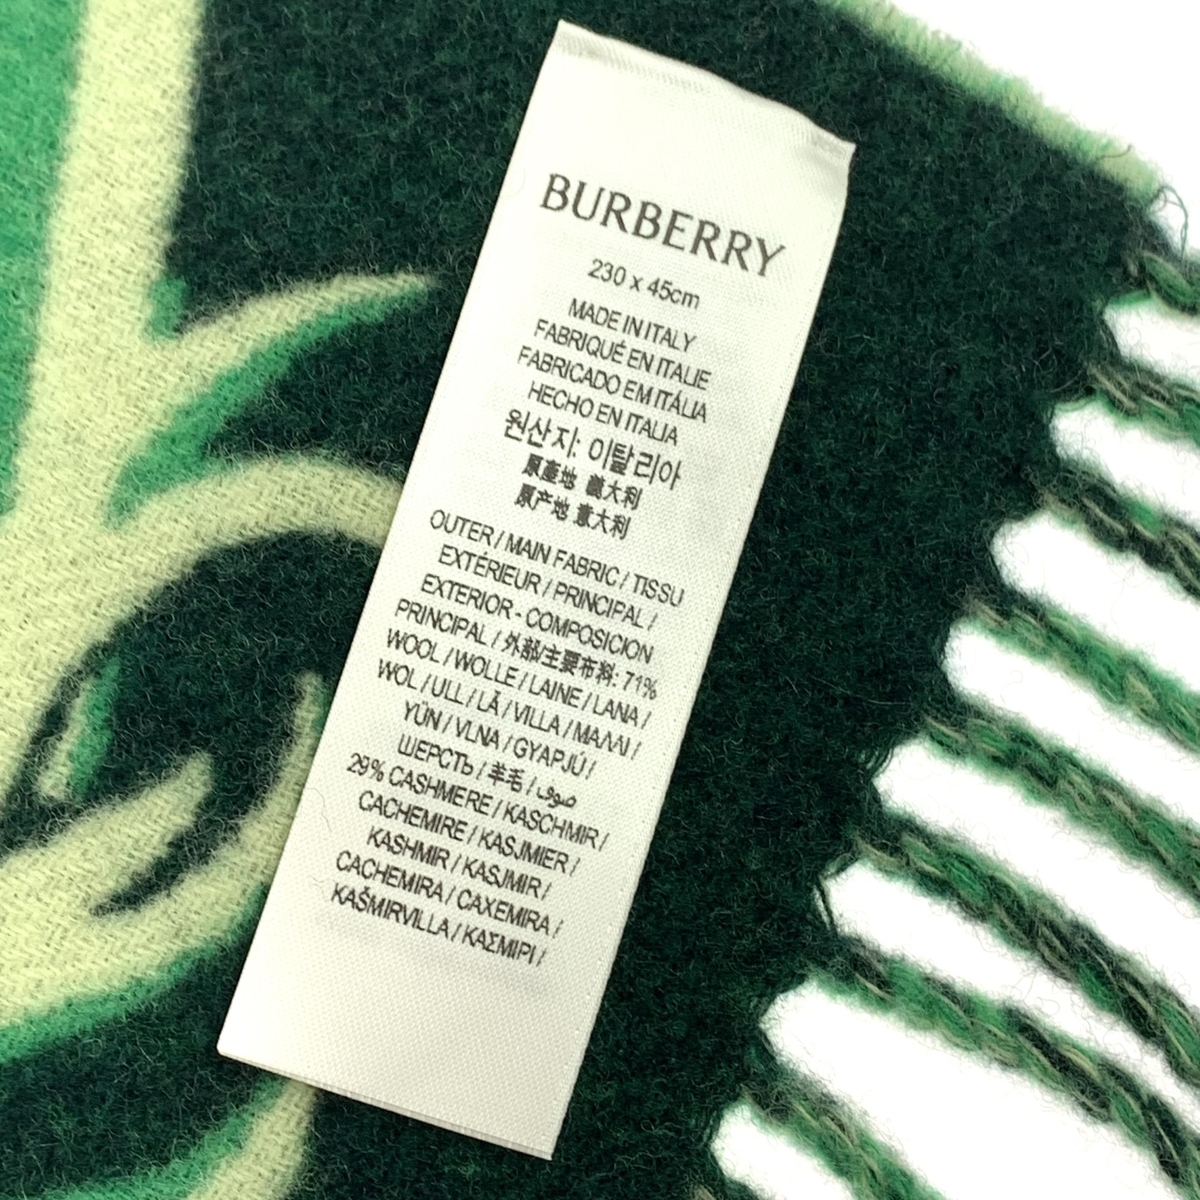 BURBERRY
230 x 45cm
MADE IN ITALY
FABRIQUÉ EN ITALIE
FABRICADO EM ITÁLIA
HECHO EN ITALIA
원산지: 이탈리아
原產地 義大利
原产地 意大利
OUTER / MAIN FABRIC / TISSU
EXTÉRIEUR / PRINCIPAL /
EXTERIOR - COMPOSICION
PRINCIPAL / 外部/主要布料: 71%
WOOL / WOLLE / LAINE / LANA /
WOL / ULL / LÃ / VILLA / ΜΑΛΛΙ /
YÜN / VLNA / GYAPJÚ /
ШЕРСТЬ / 羊毛 / صوف
29% CASHMERE / KASCHMIR /
CACHEMIRE / KASJMIER /
KASHMIR / KASJMIR /
CACHEMIRA / CAXEMIRA /
KAŠMIRVILLA / ΚΑΣΜΙΡΙ /